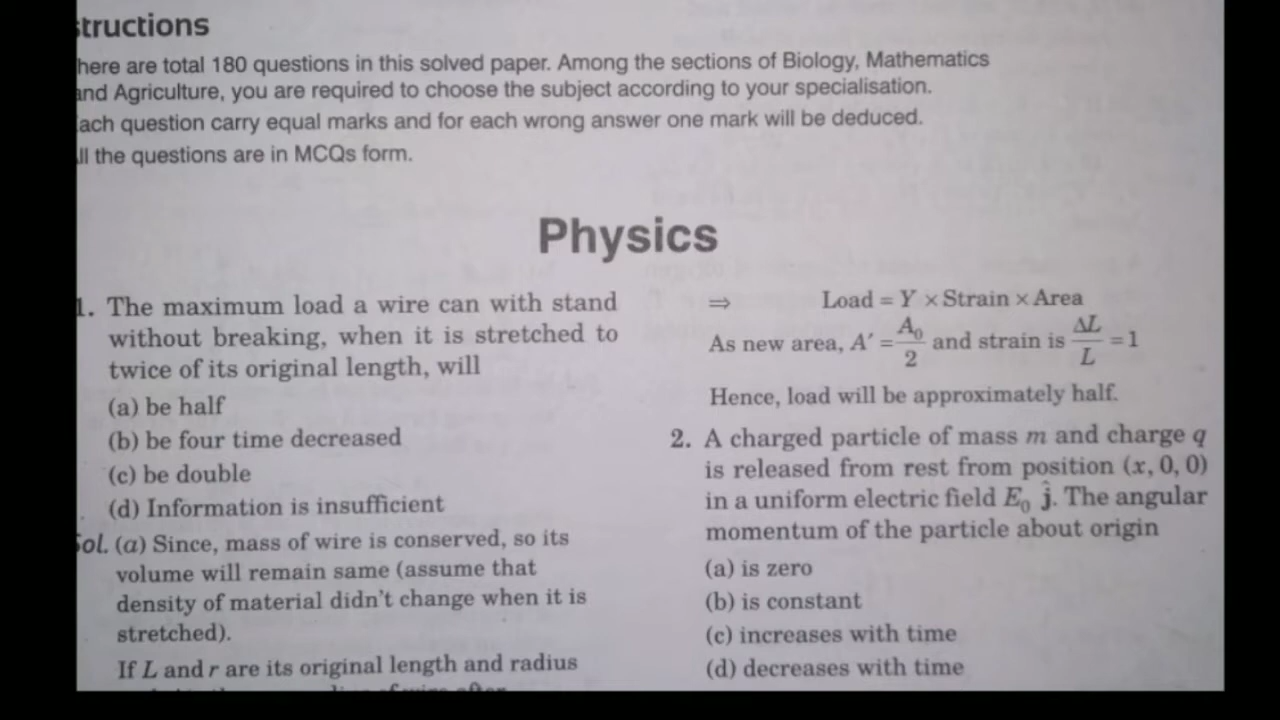 structions
here are total 180 questions in this solved paper. Among the sections of Biology, Mathematics
and Agriculture, you are required to choose the subject according to your specialisation.
ach question carry equal marks and for each wrong answer one mark will be deduced.
ll the questions are in MCQs form.
Physics
1. The maximum load a wire can with stand
without breaking, when it is stretched to
twice of its original length, will
(a) be half
(b) be four time decreased
(c) be double
(d) Information is insufficient
Sol. (a) Since, mass of wire is conserved, so its
volume will remain same (assume that
density of material didn't change when it is
stretched).
If L and r are its original length and radius
⇒ Load = Y × Strain × Area
As new area, A′ = A₀/2 and strain is ΔL/L = 1
Hence, load will be approximately half.
2. A charged particle of mass m and charge q
is released from rest from position (x, 0, 0)
in a uniform electric field E₀ ĵ. The angular
momentum of the particle about origin
(a) is zero
(b) is constant
(c) increases with time
(d) decreases with time